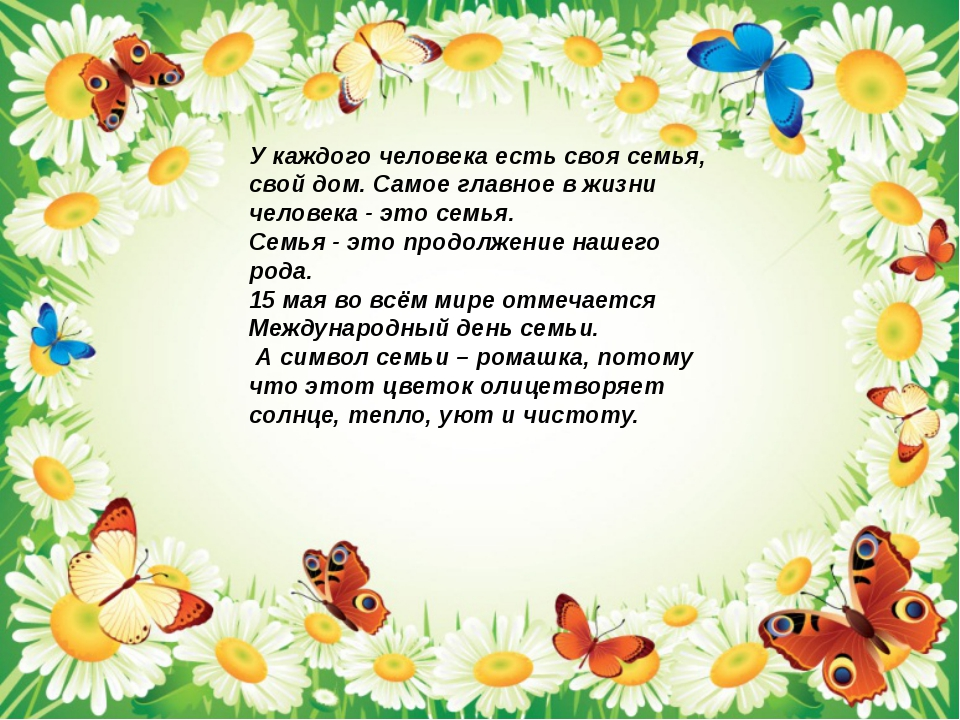 У каждого человека есть своя семья,
свой дом. Самое главное в жизни
человека - это семья.
Семья - это продолжение нашего
рода.
15 мая во всём мире отмечается
Международный день семьи.
А символ семьи – ромашка, потому
что этот цветок олицетворяет
солнце, тепло, уют и чистоту.